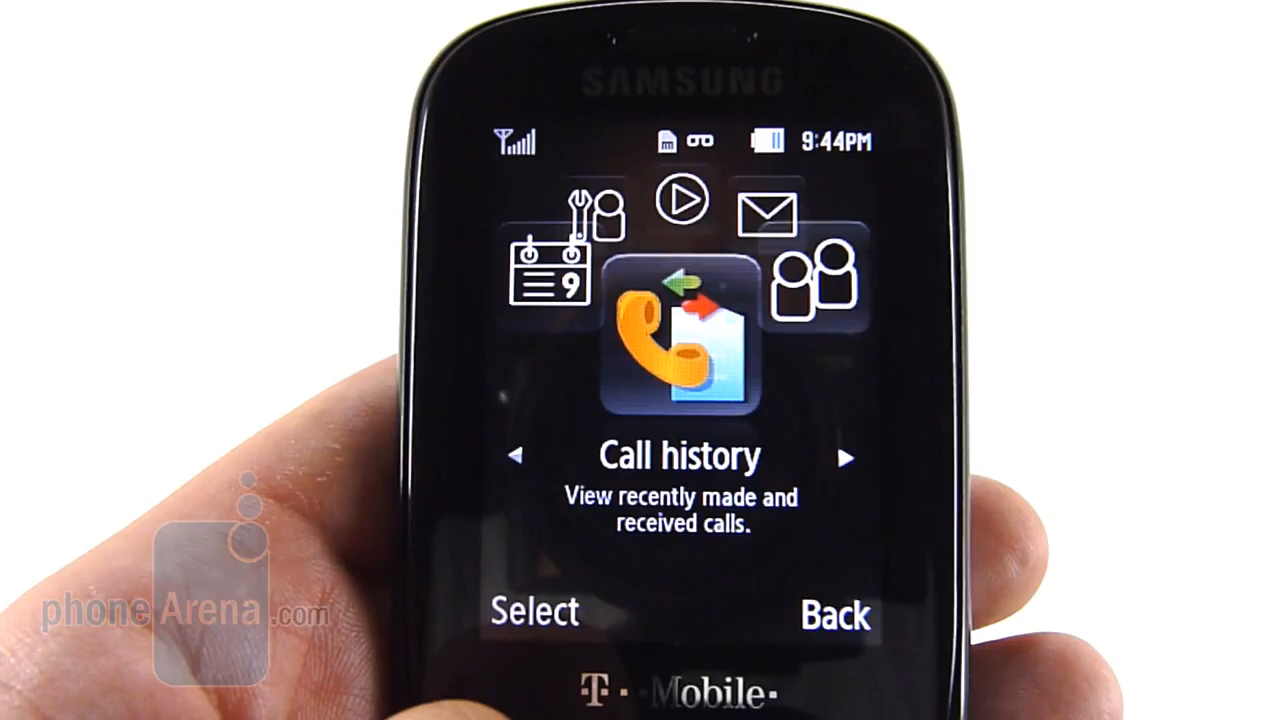 SAMSUNG
9:44PM
9
Call history
View recently made and
received calls.
Select Back
phoneArena.com
T··Mobile·